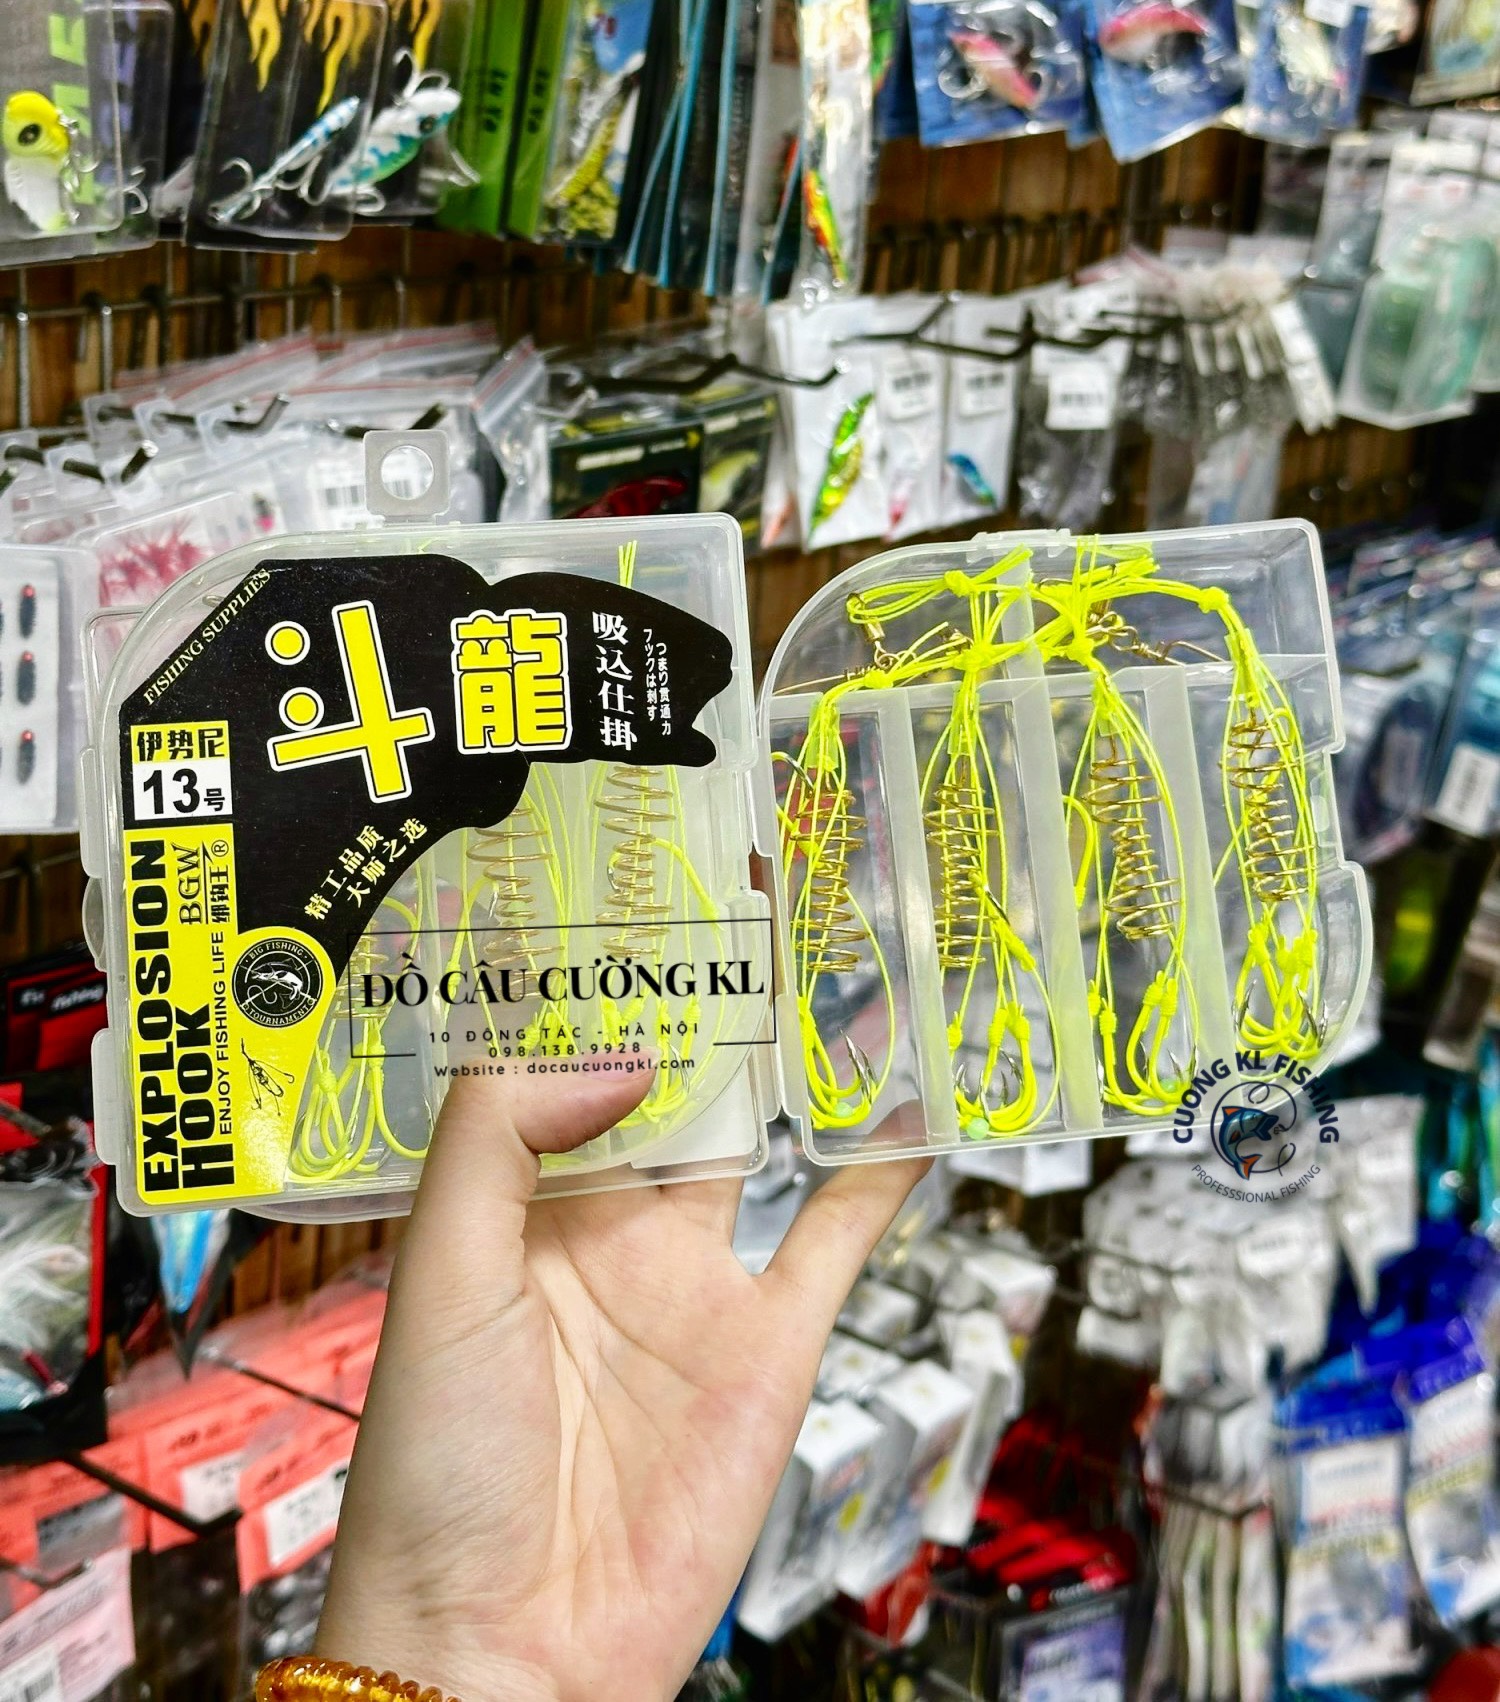 FISHING SUPPLIES
斗龍
吸込仕掛
つまり贯通力
フックは刺す
伊势尼
13号
精工品质
大师之选
EXPLOSION
HOOK
BGW
绑钩王®
ENJOY FISHING LIFE
BIG FISHING
TOURNAMENT
ĐỒ CÂU CƯỜNG KL
10 ĐÔNG TÁC - HÀ NỘI
098.138.9928
Website : docaucuongkl.com
CUONG KL FISHING
PROFESSSIONAL FISHING